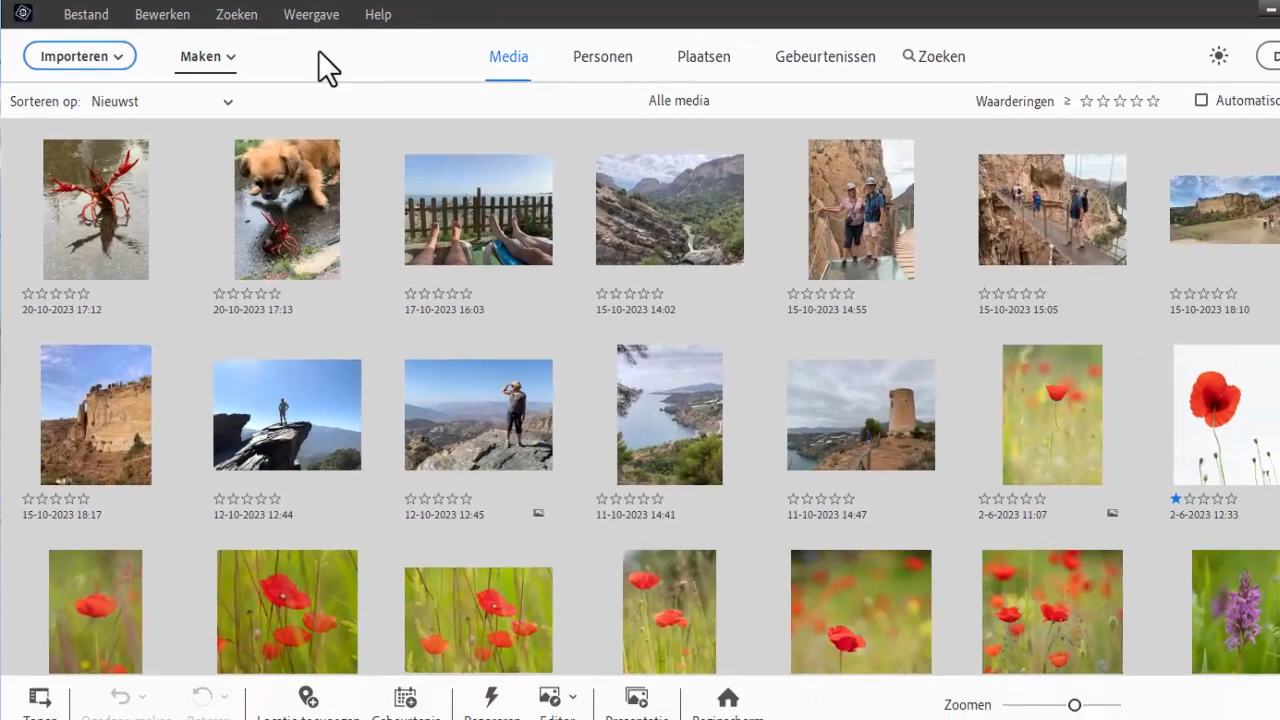 Bestand Bewerken Zoeken Weergave Help
Importeren Maken Media Personen Plaatsen Gebeurtenissen Zoeken
Sorteren op: Nieuwst Alle media Waarderingen ≥ Automatisc
20-10-2023 17:12 20-10-2023 17:13 17-10-2023 16:03 15-10-2023 14:02 15-10-2023 14:55 15-10-2023 15:05 15-10-2023 18:10
15-10-2023 18:17 12-10-2023 12:44 12-10-2023 12:45 11-10-2023 14:41 11-10-2023 14:47 2-6-2023 11:07 2-6-2023 12:33
Zoomen